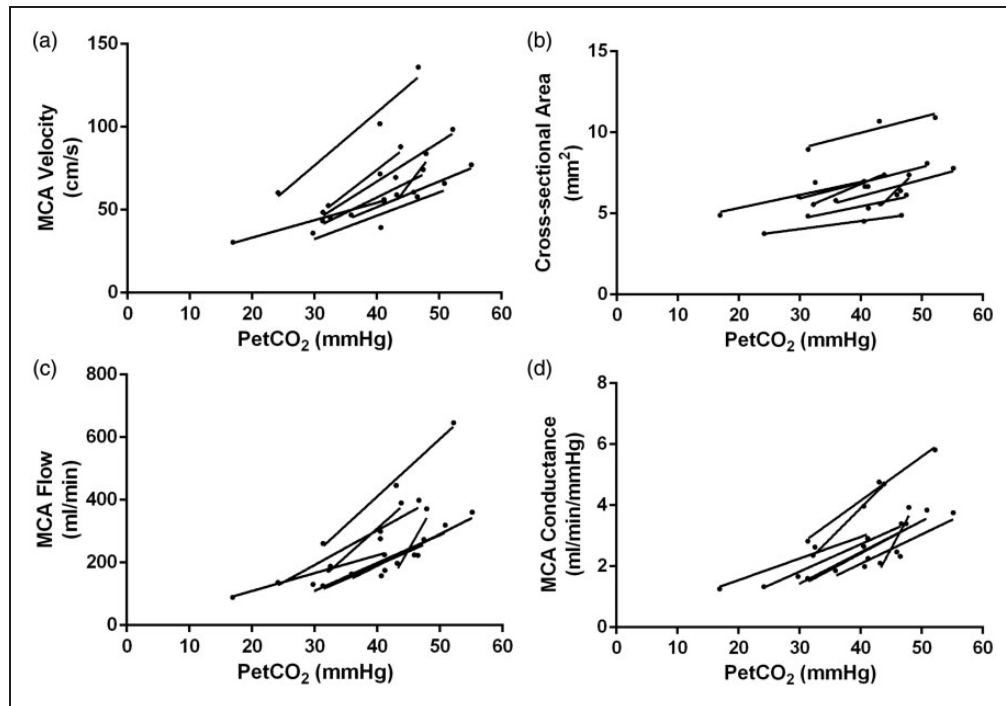 (a)
MCA Velocity
(cm/s)
150
100
50
0
0 10 20 30 40 50 60
PetCO₂ (mmHg)
(b)
Cross-sectional Area
(mm²)
15
10
5
0
0 10 20 30 40 50 60
PetCO₂ (mmHg)
(c)
MCA Flow
(ml/min)
800
600
400
200
0
0 10 20 30 40 50 60
PetCO₂ (mmHg)
(d)
MCA Conductance
(ml/min/mmHg)
8
6
4
2
0
0 10 20 30 40 50 60
PetCO₂ (mmHg)